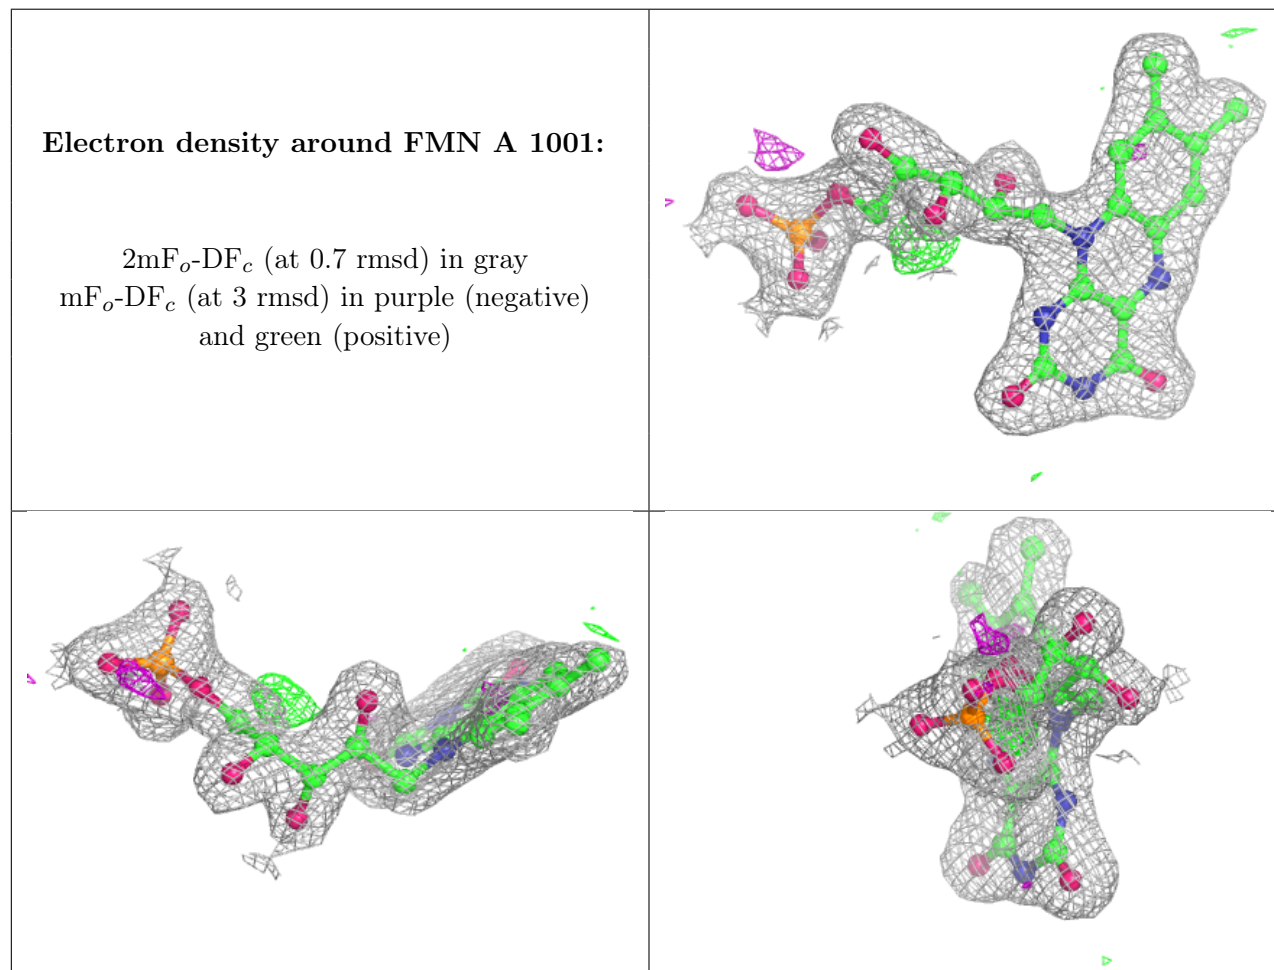 Electron density around FMN A 1001:
2mFo-DFc (at 0.7 rmsd) in gray
mFo-DFc (at 3 rmsd) in purple (negative)
and green (positive)